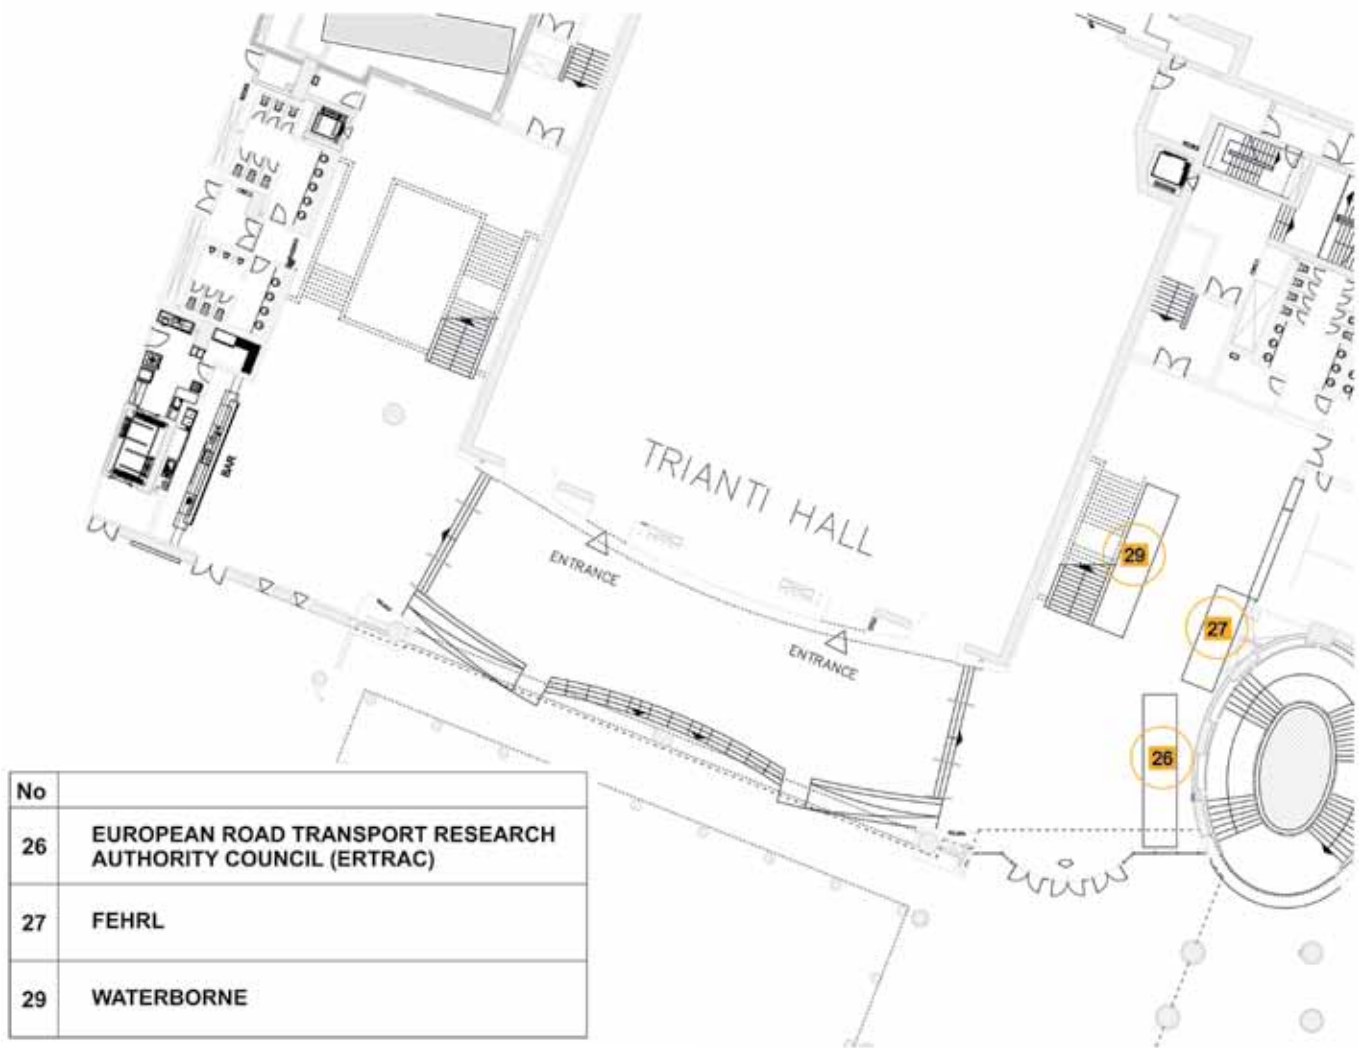 TRIANTI HALL
ENTRANCE
ENTRANCE
BAR
29
27
26
No
26 EUROPEAN ROAD TRANSPORT RESEARCH
AUTHORITY COUNCIL (ERTRAC)
27 FEHRL
29 WATERBORNE